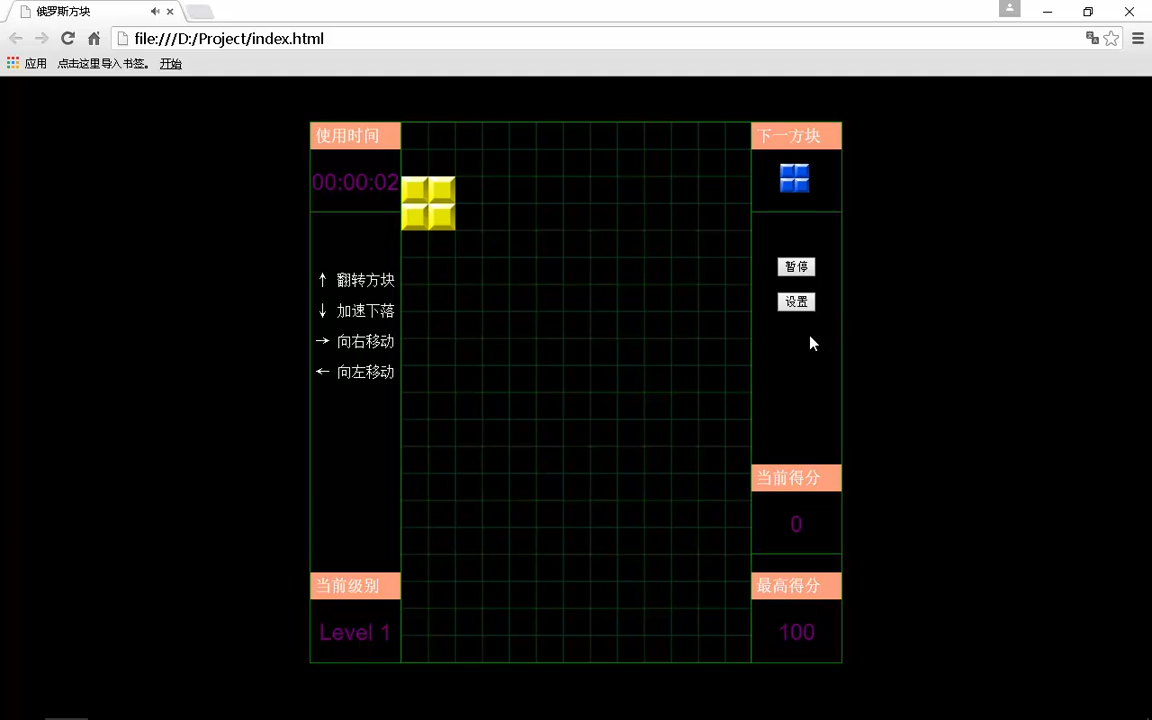 俄罗斯方块
file:///D:/Project/index.html
应用 点击这里导入书签。 开始
使用时间
00:00:02
↑ 翻转方块
↓ 加速下落
→ 向右移动
← 向左移动
当前级别
Level 1
下一方块
暂停
设置
当前得分
0
最高得分
100